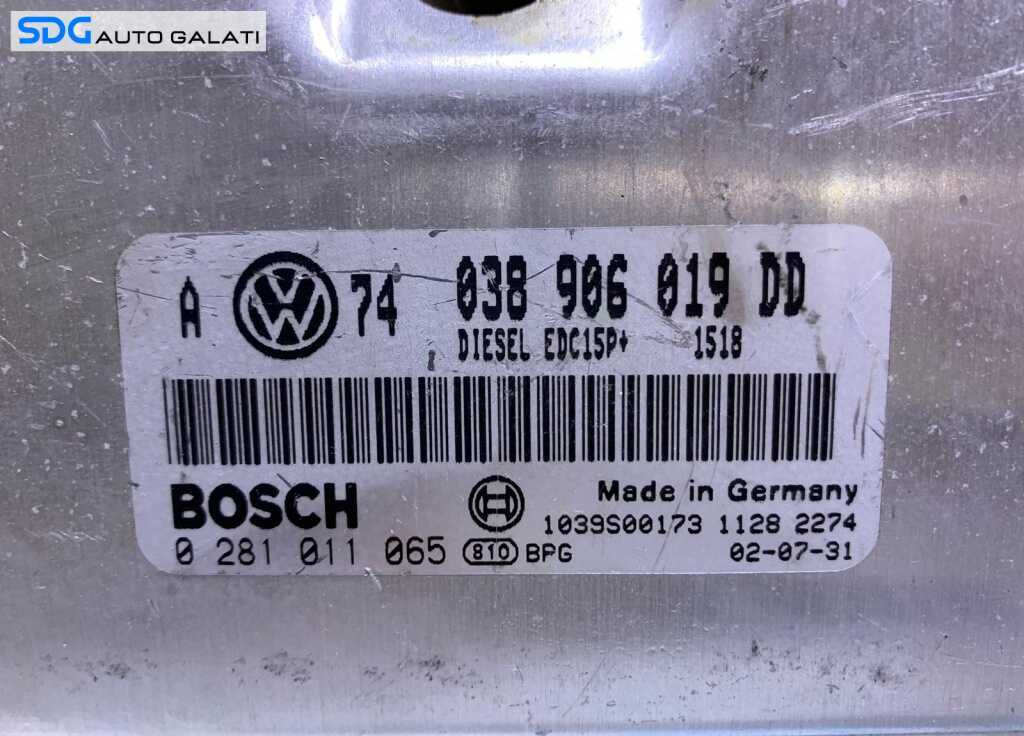 SDG AUTO GALATI
A 74 038 906 019 DD
DIESEL EDC15P+ 1518
BOSCH
Made in Germany
1039S00173 1128 2274
0 281 011 065 810 BPG 02-07-31